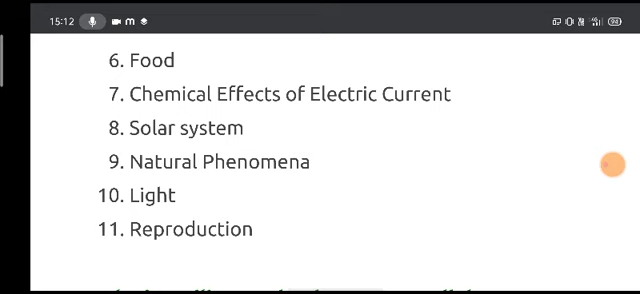 15:12
6. Food
7. Chemical Effects of Electric Current
8. Solar system
9. Natural Phenomena
10. Light
11. Reproduction